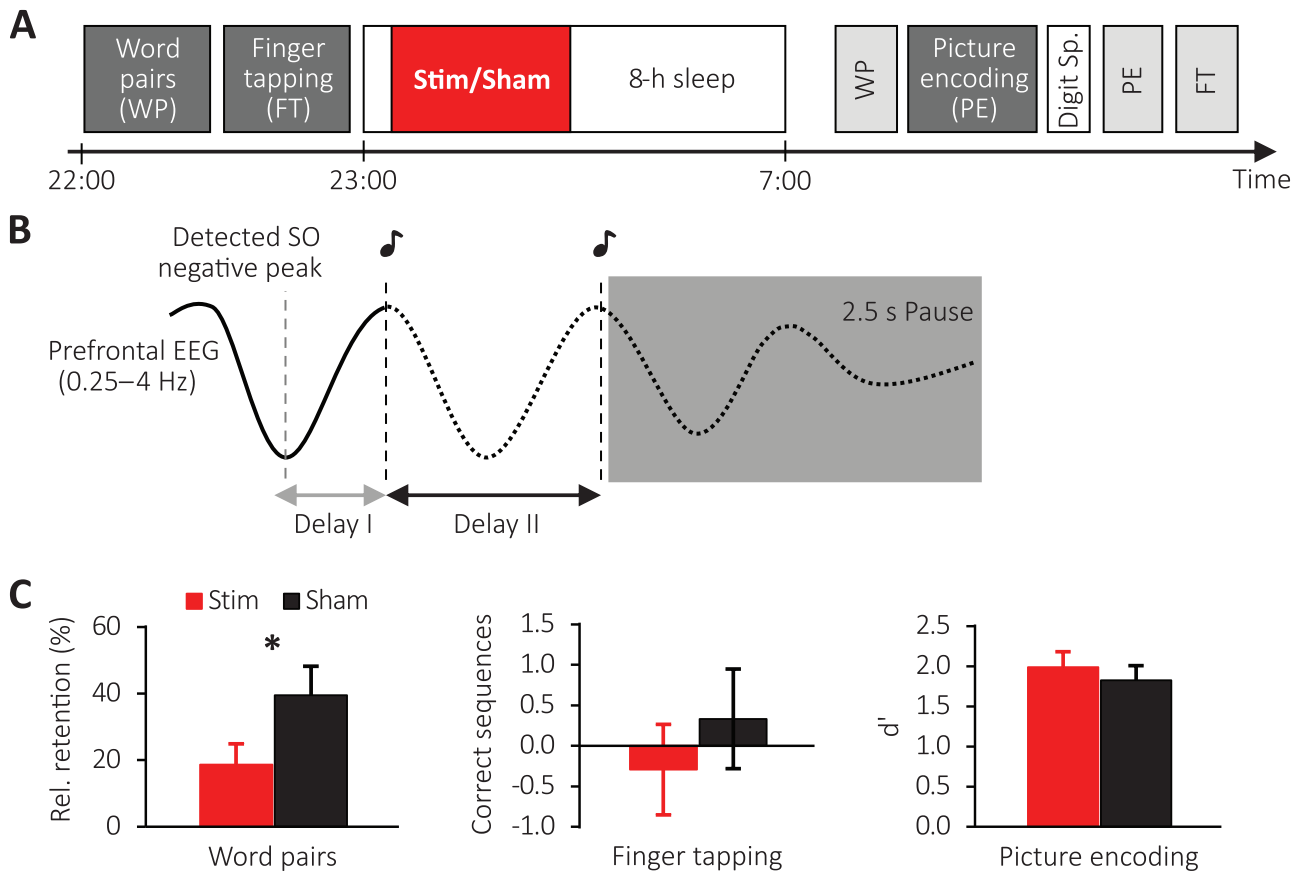 A
Word
pairs
(WP)
Finger
tapping
(FT)
Stim/Sham
8-h sleep
WP
Picture
encoding
(PE)
Digit Sp.
PE
FT
22:00
23:00
7:00
Time
B
Detected SO
negative peak
2.5 s Pause
Prefrontal EEG
(0.25–4 Hz)
Delay I
Delay II
C
Stim
Sham
Rel. retention (%)
60
40
20
0
*
Word pairs
Correct sequences
1.5
1.0
0.5
0.0
-0.5
-1.0
Finger tapping
d'
2.5
2.0
1.5
1.0
0.5
0.0
Picture encoding